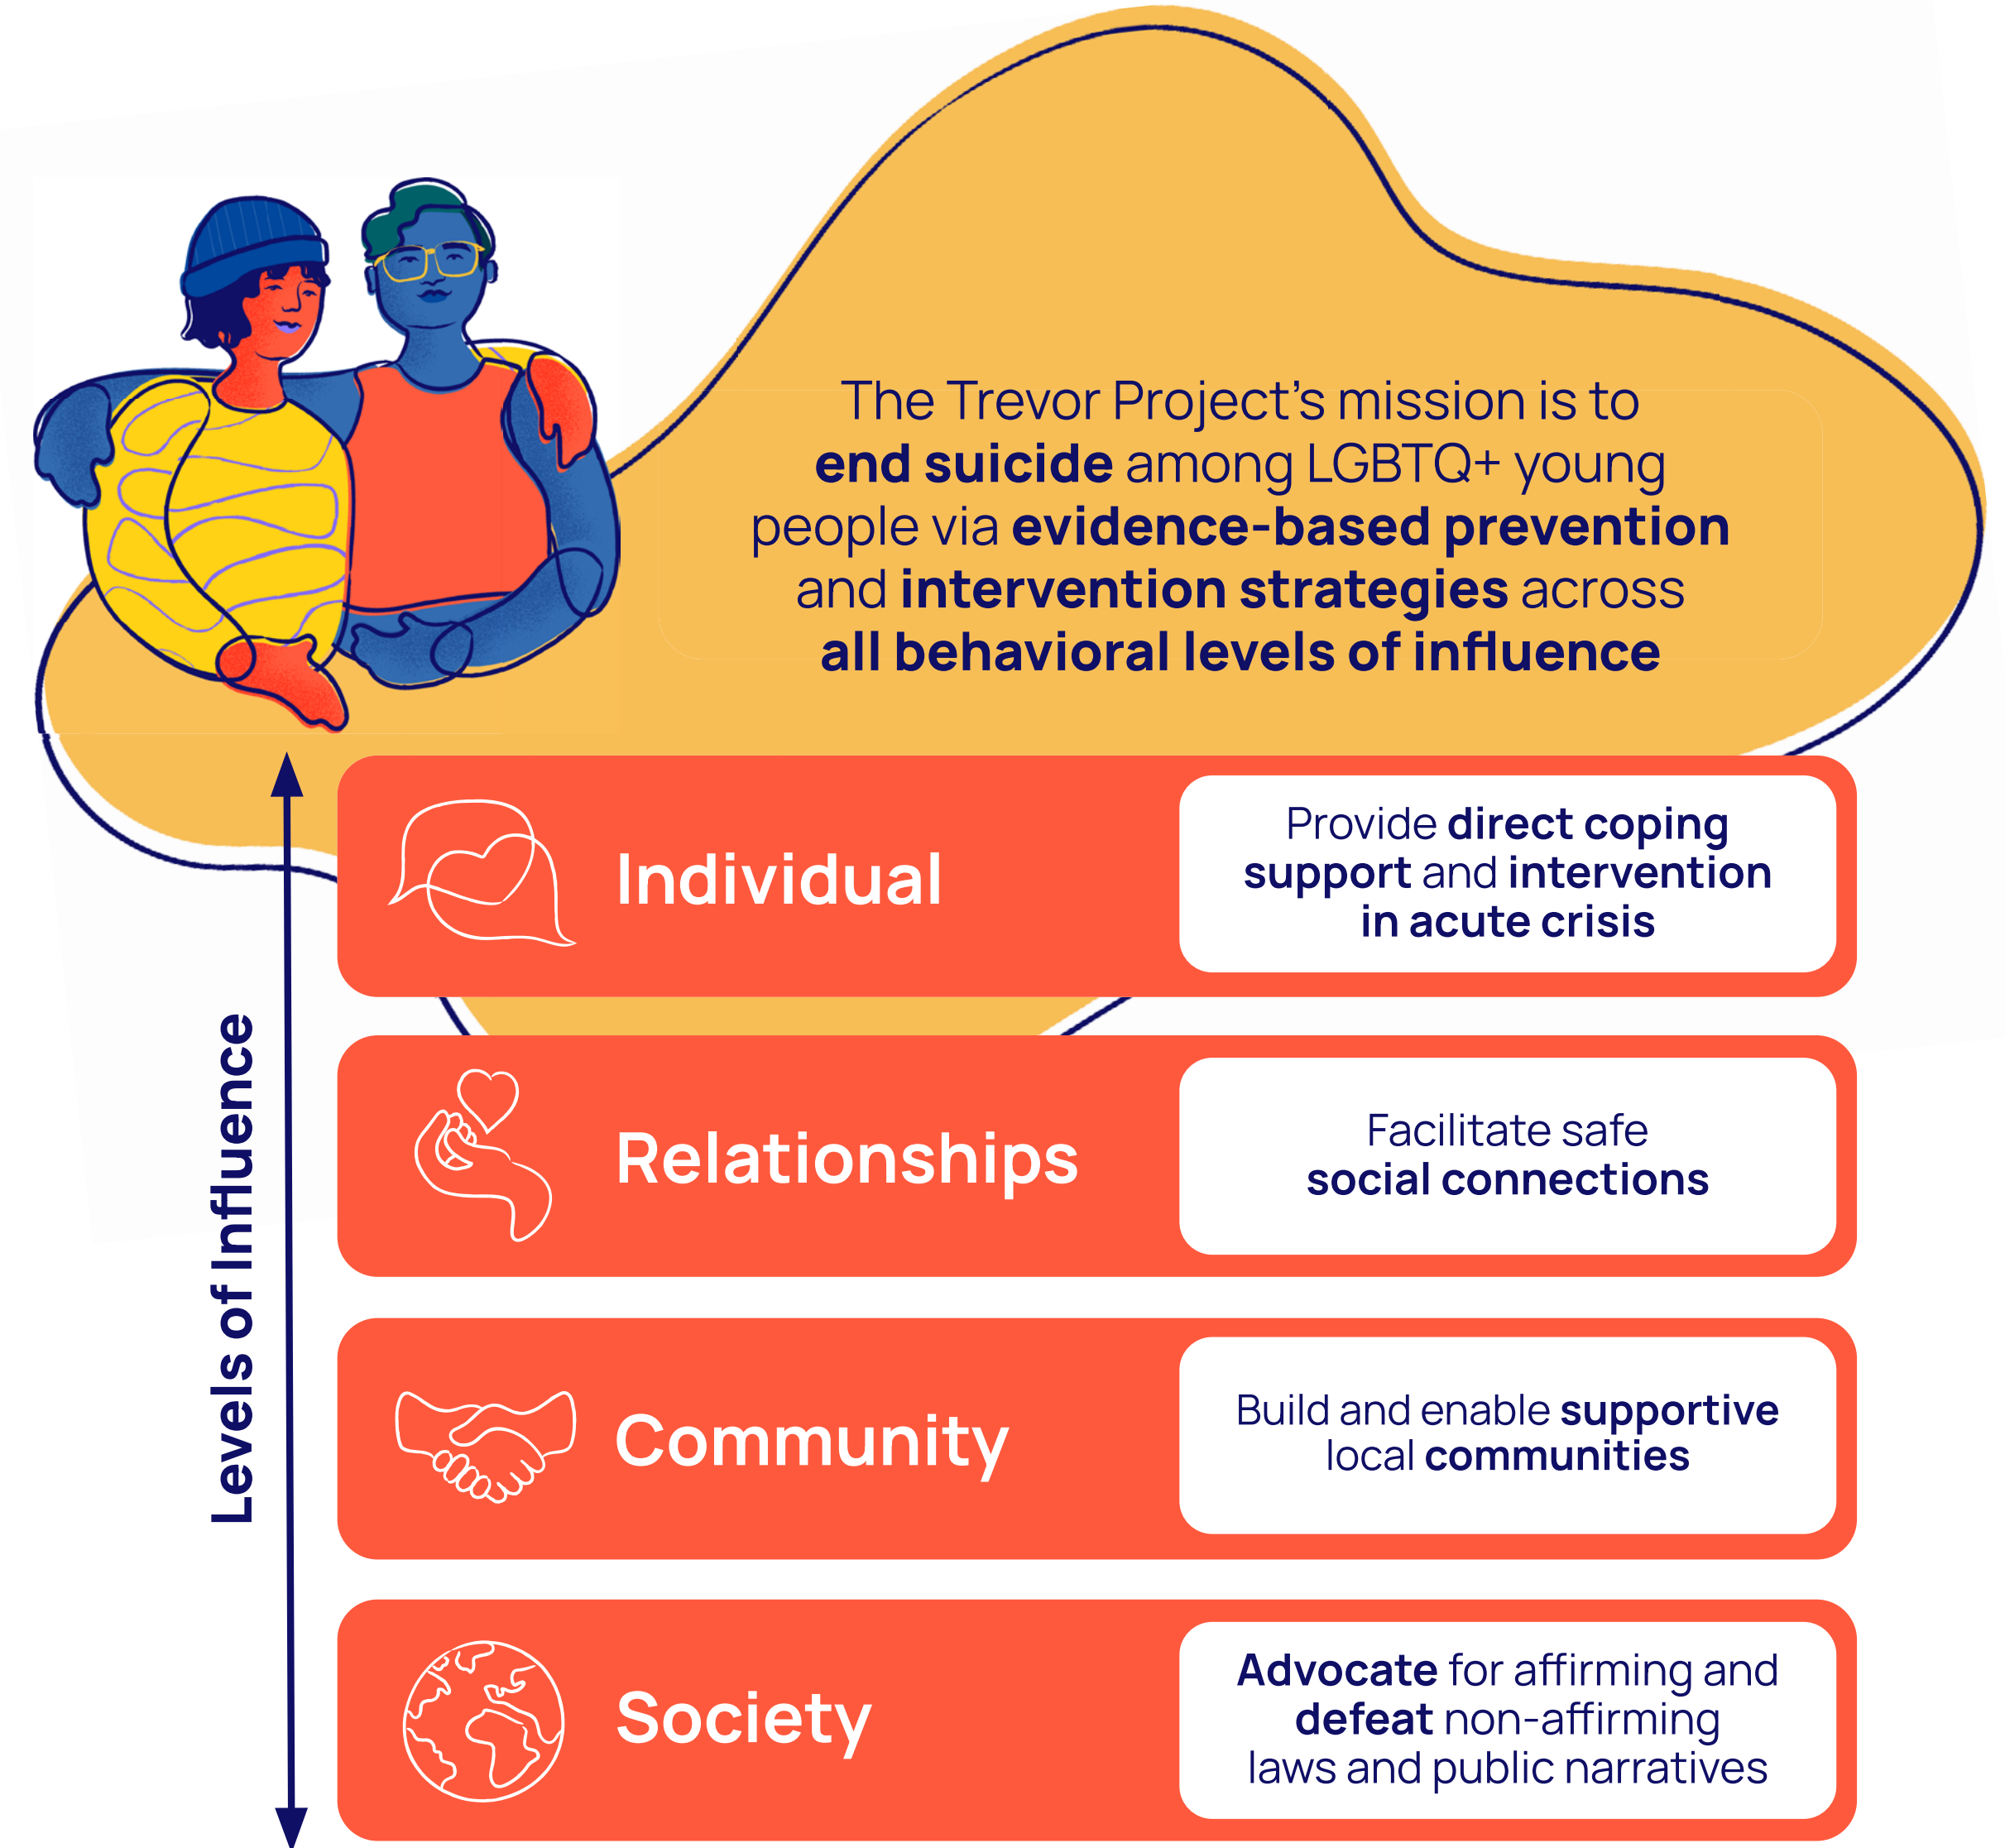 The Trevor Project’s mission is to
end suicide among LGBTQ+ young
people via evidence-based prevention
and intervention strategies across
all behavioral levels of influence
Levels of Influence
Individual
Provide direct coping
support and intervention
in acute crisis
Relationships
Facilitate safe
social connections
Community
Build and enable supportive
local communities
Society
Advocate for affirming and
defeat non-affirming
laws and public narratives